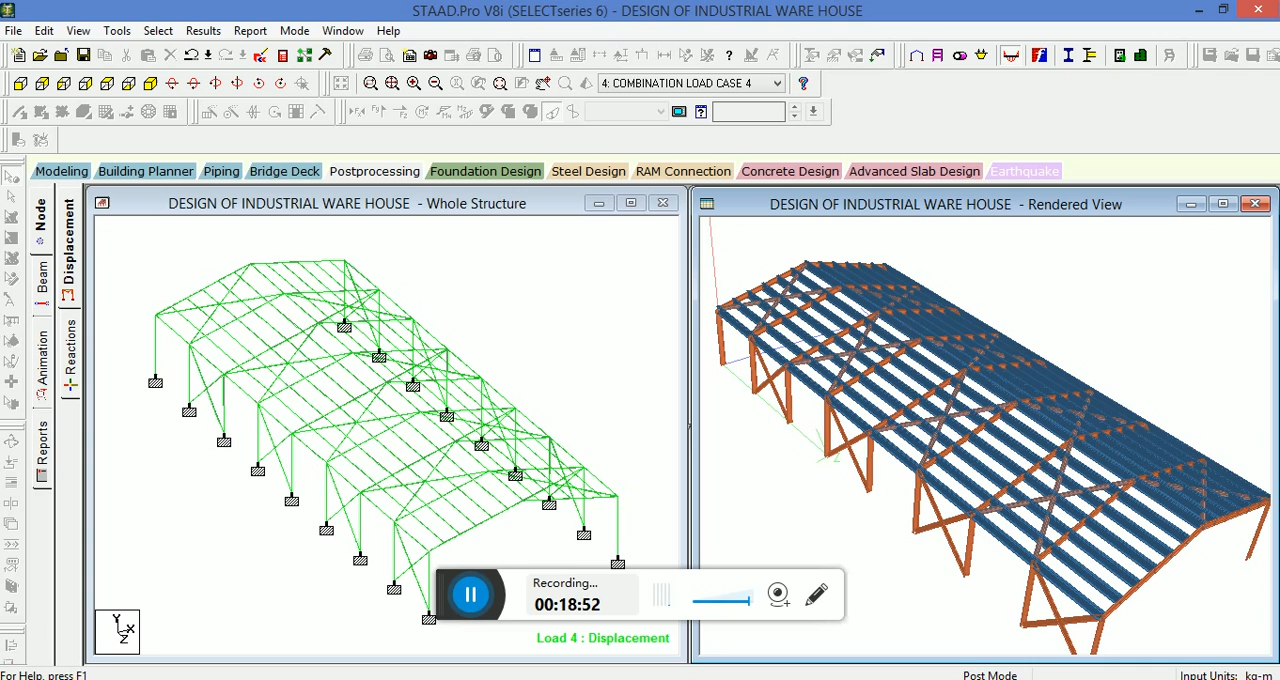 STAAD.Pro V8i (SELECTseries 6) - DESIGN OF INDUSTRIAL WARE HOUSE
File Edit View Tools Select Results Report Mode Window Help
4: COMBINATION LOAD CASE 4
Modeling Building Planner Piping Bridge Deck Postprocessing Foundation Design Steel Design RAM Connection Concrete Design Advanced Slab Design Earthquake
Node
Beam
Animation
Reports
Displacement
Reactions
DESIGN OF INDUSTRIAL WARE HOUSE - Whole Structure
DESIGN OF INDUSTRIAL WARE HOUSE - Rendered View
Recording...
00:18:52
Y
X
Z
Load 4 : Displacement
For Help, press F1
Post Mode
Input Units: kg-m